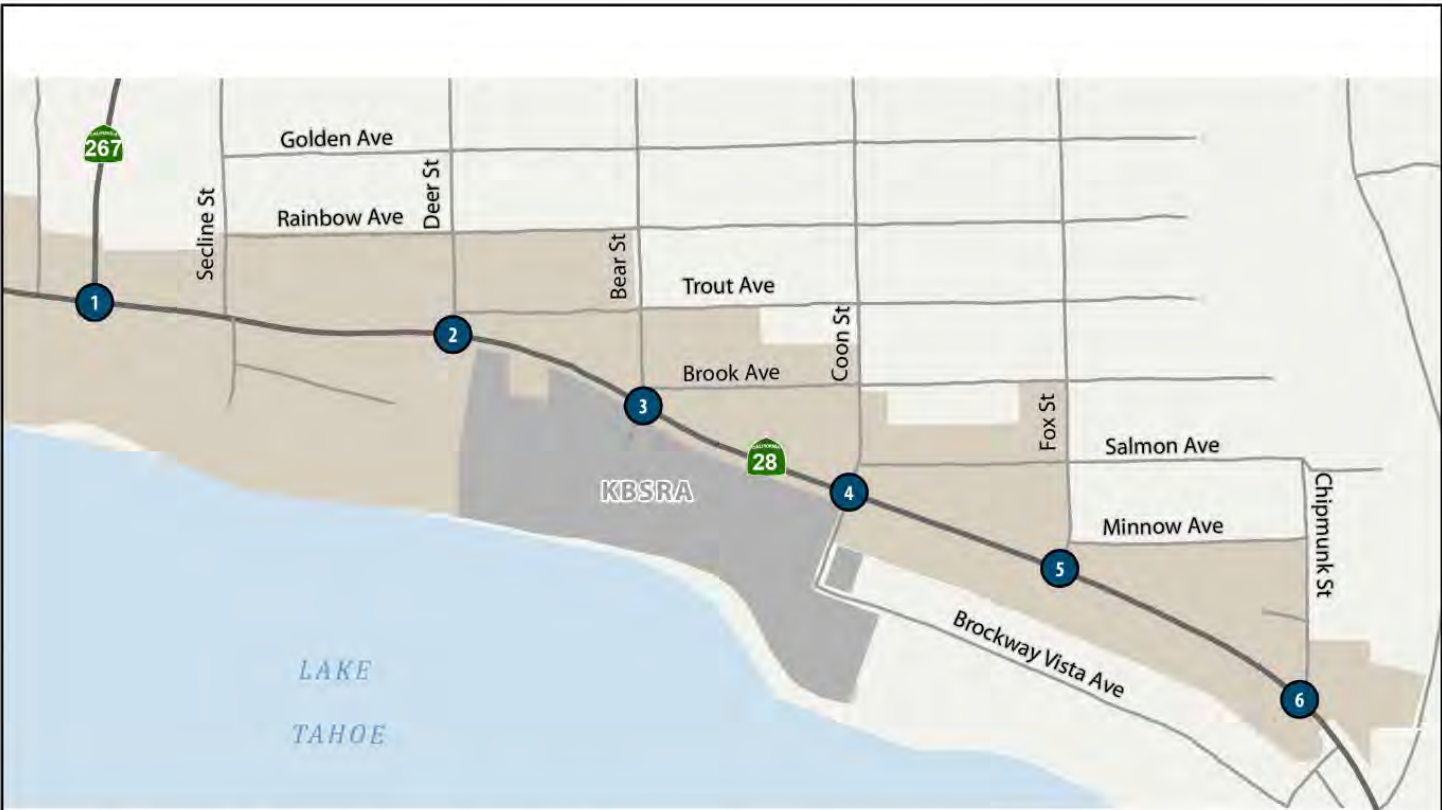 CALIFORNIA
267
Golden Ave
Deer St
Secline St
Rainbow Ave
Bear St
Trout Ave
1
2
Coon St
Brook Ave
3
Fox St
28
Salmon Ave
KBSRA
4
Chipmunk St
Minnow Ave
5
Brockway Vista Ave
LAKE
TAHOE
6